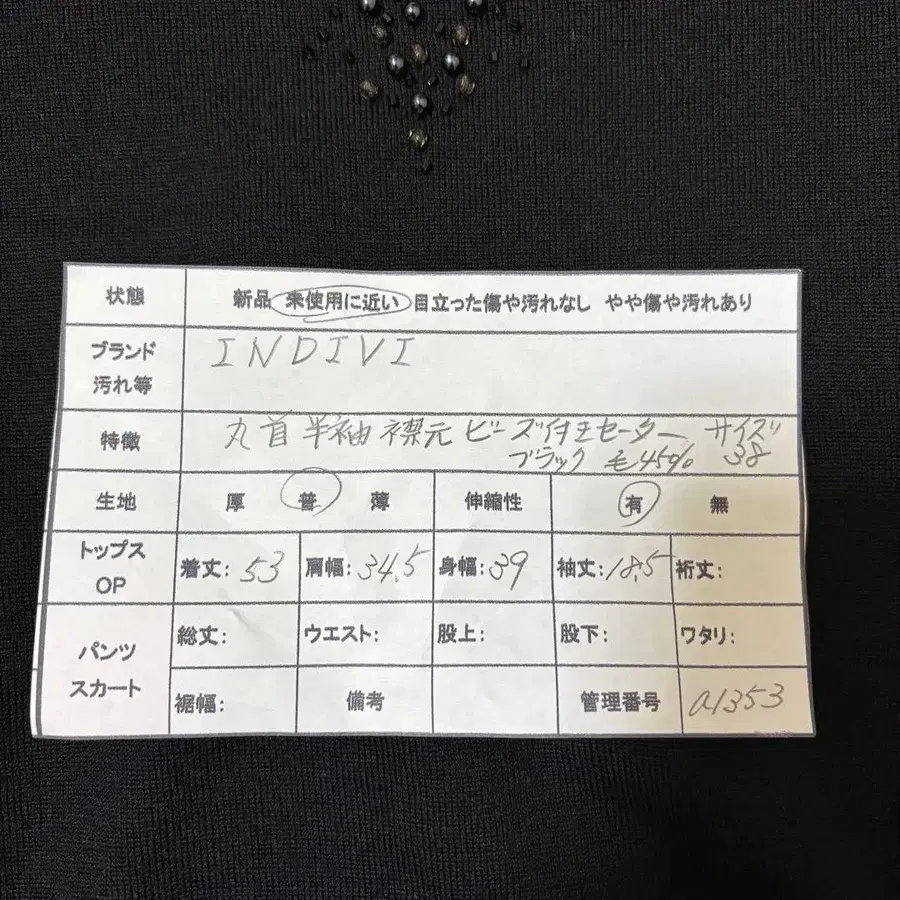 状態 新品 未使用に近い 目立った傷や汚れなし やや傷や汚れあり
ブランド INDIVI
汚れ等
特徴 丸首 半袖 襟元 ビーズ付きセーター サイズ
ブラック 毛45% 38
生地 厚 普 薄 伸縮性 有 無
トップス
OP 着丈:53 肩幅:34.5 身幅:39 袖丈:18.5 裄丈:
パンツ
スカート 総丈: ウエスト: 股上: 股下: ワタリ:
裾幅: 備考 管理番号 a1353